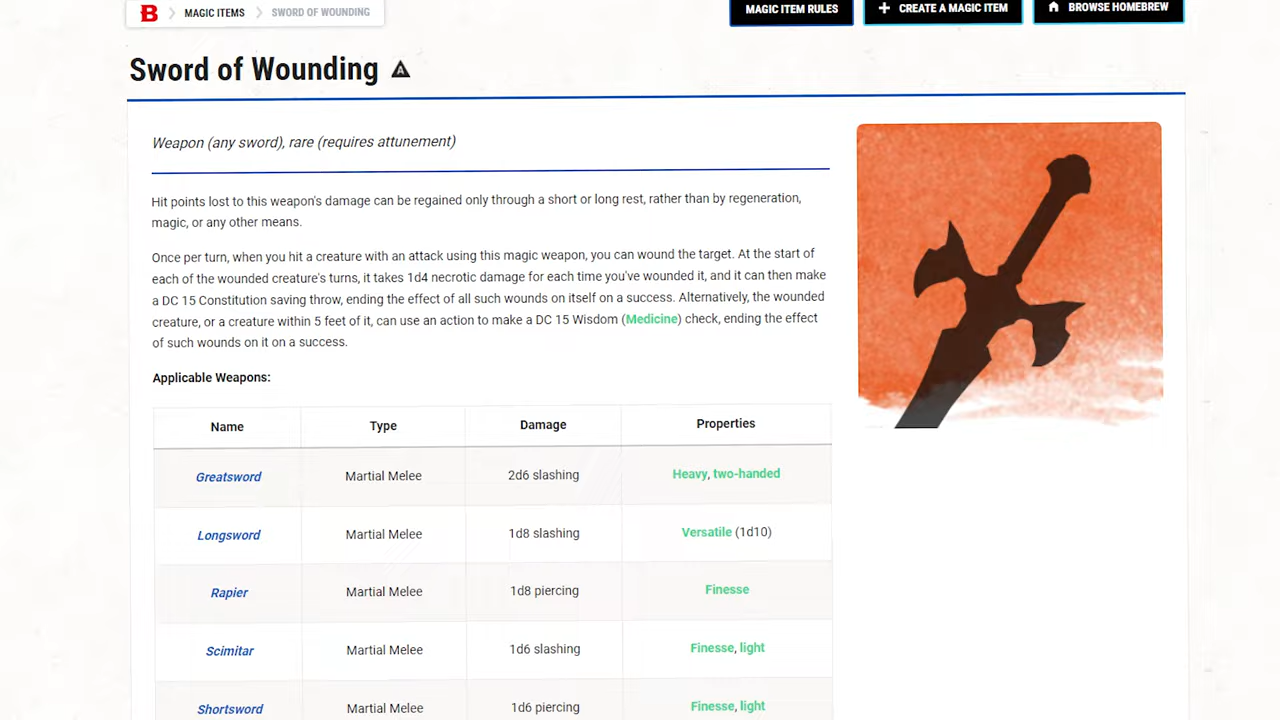 B MAGIC ITEMS SWORD OF WOUNDING
MAGIC ITEM RULES
+ CREATE A MAGIC ITEM
BROWSE HOMEBREW
Sword of Wounding
Weapon (any sword), rare (requires attunement)
Hit points lost to this weapon's damage can be regained only through a short or long rest, rather than by regeneration,
magic, or any other means.
Once per turn, when you hit a creature with an attack using this magic weapon, you can wound the target. At the start of
each of the wounded creature's turns, it takes 1d4 necrotic damage for each time you've wounded it, and it can then make
a DC 15 Constitution saving throw, ending the effect of all such wounds on itself on a success. Alternatively, the wounded
creature, or a creature within 5 feet of it, can use an action to make a DC 15 Wisdom (Medicine) check, ending the effect
of such wounds on it on a success.
Applicable Weapons:
Name Type Damage Properties
Greatsword Martial Melee 2d6 slashing Heavy, two-handed
Longsword Martial Melee 1d8 slashing Versatile (1d10)
Rapier Martial Melee 1d8 piercing Finesse
Scimitar Martial Melee 1d6 slashing Finesse, light
Shortsword Martial Melee 1d6 piercing Finesse, light